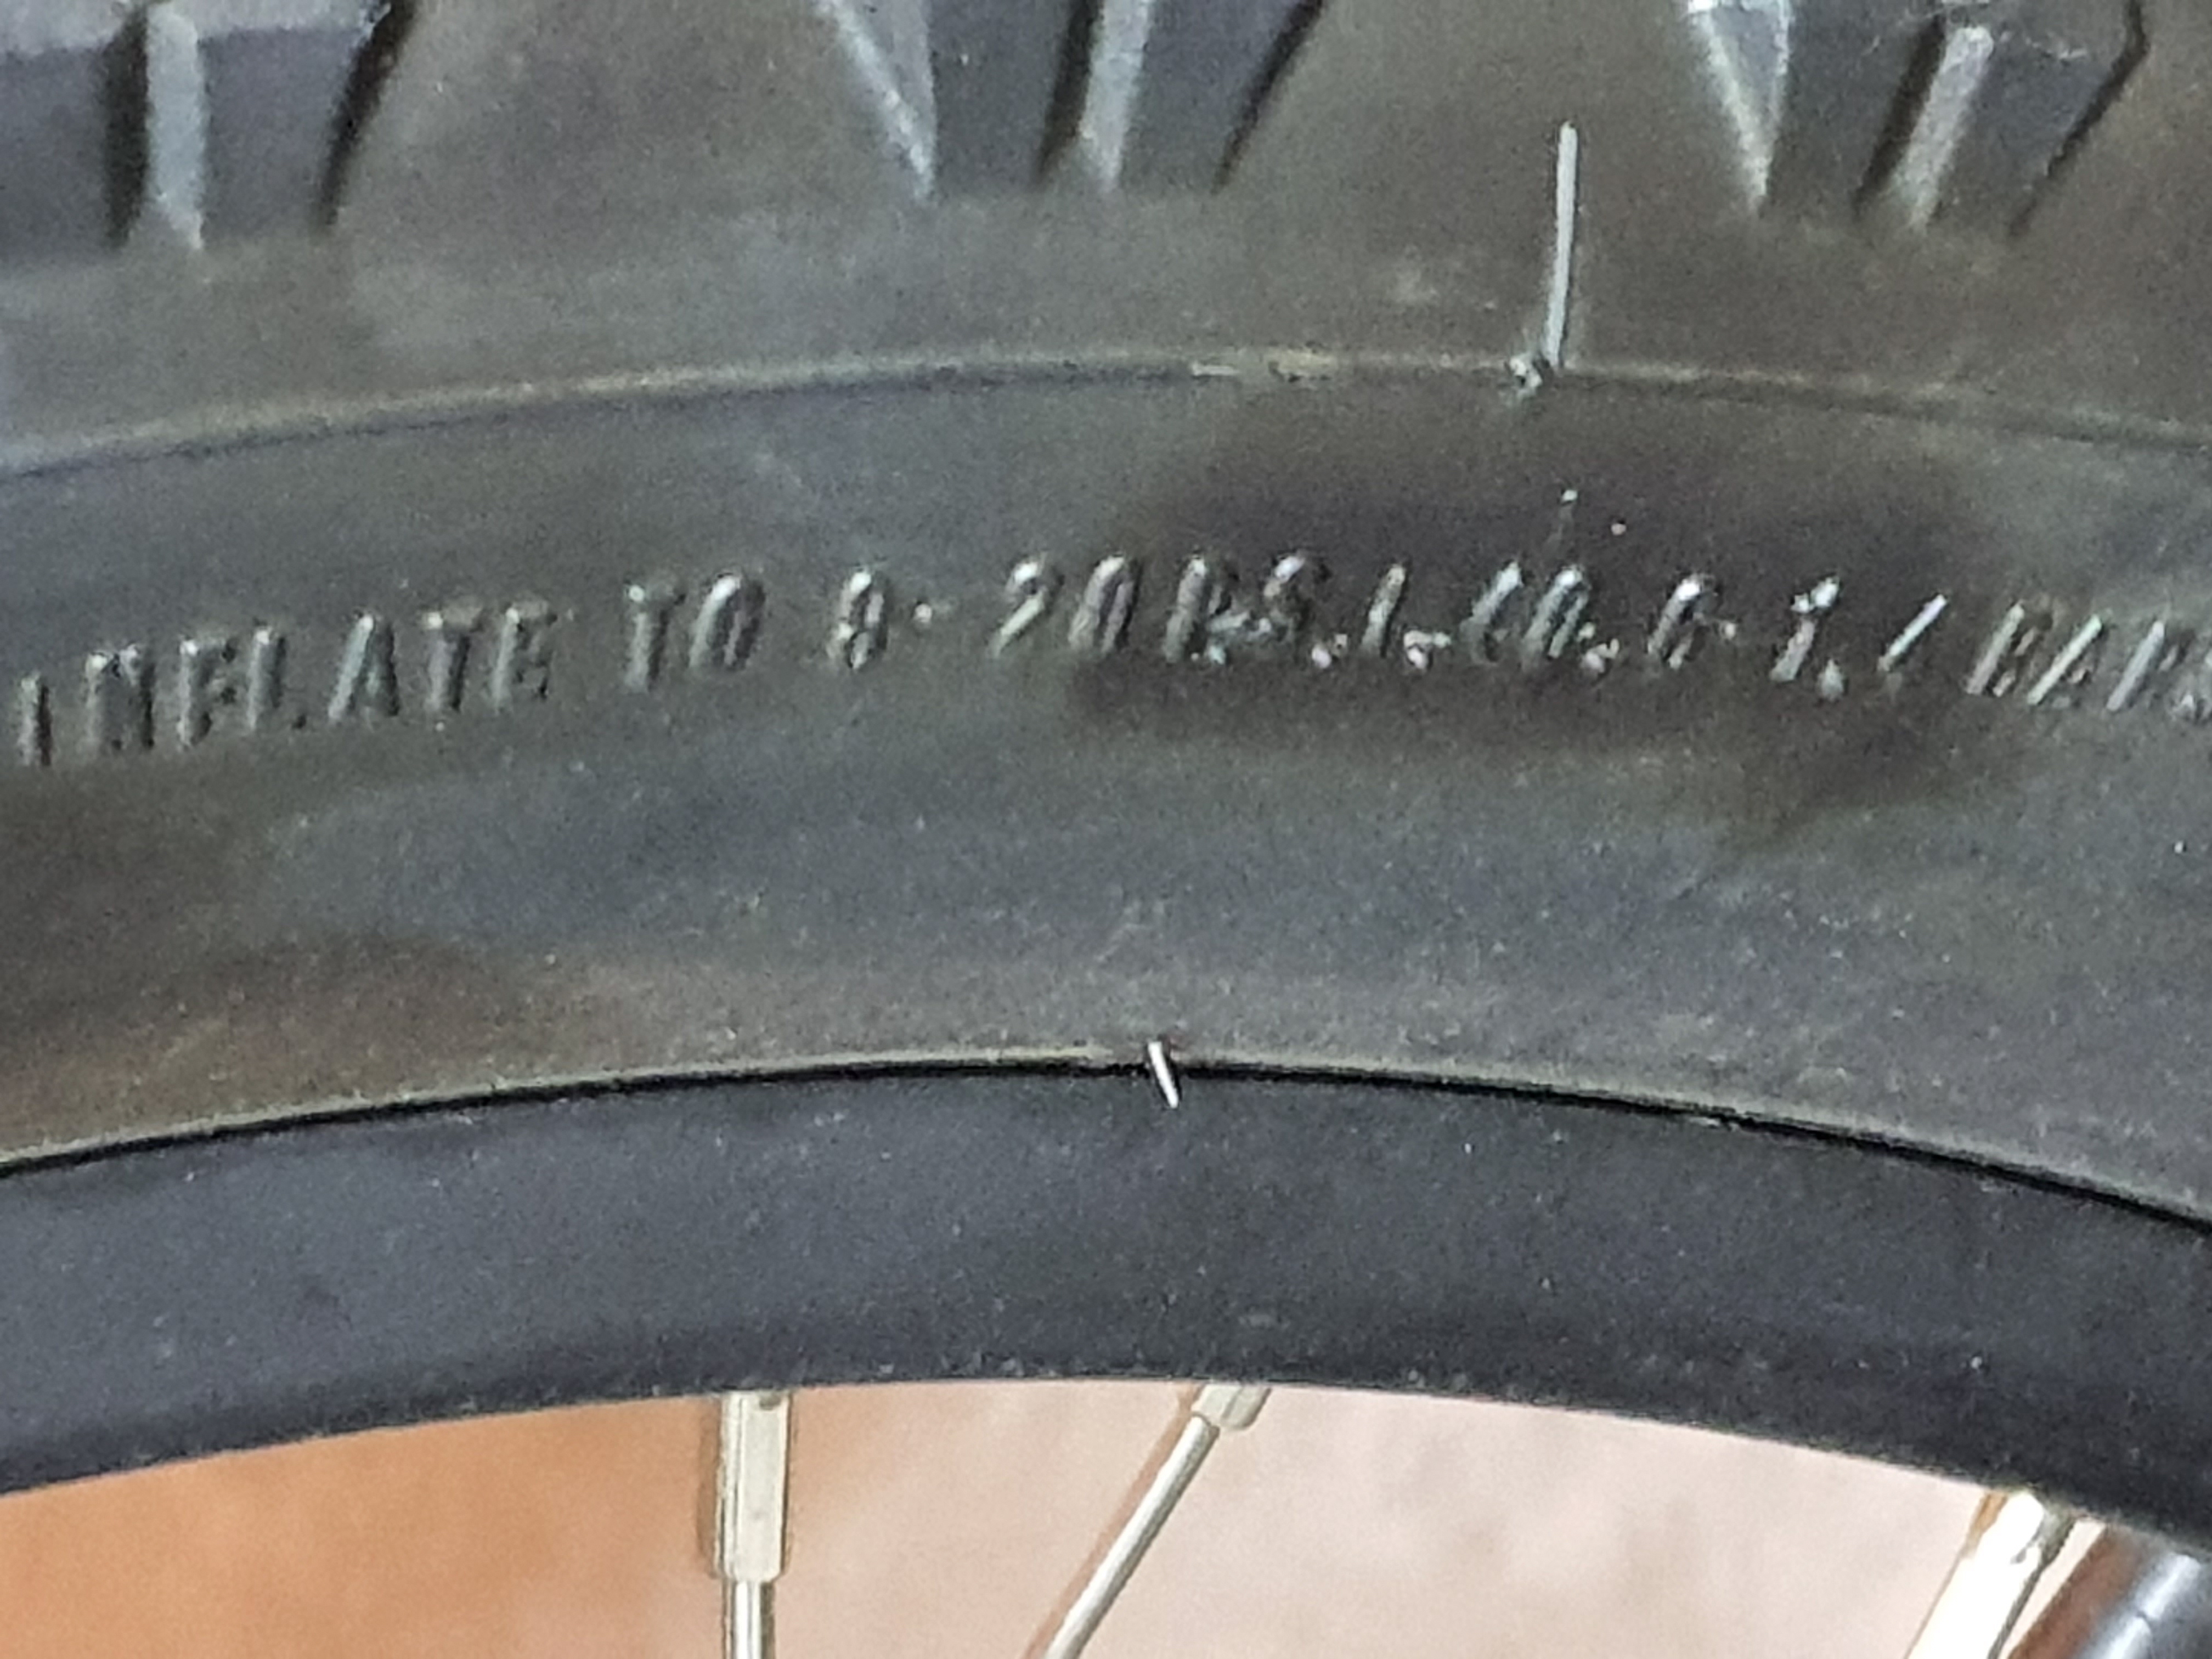 INFLATE TO 8-20 P.S.I. (0.6-1.4 BAR